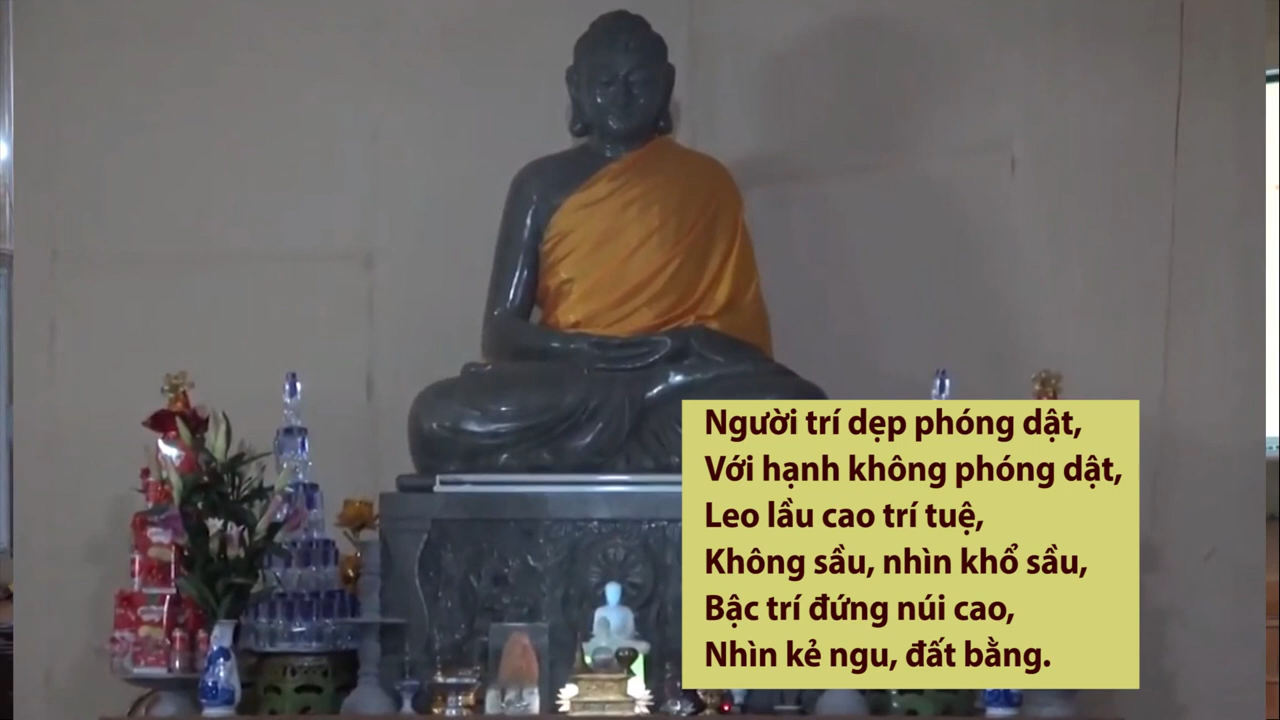 Người trí dẹp phóng dật,
Với hạnh không phóng dật,
Leo lầu cao trí tuệ,
Không sầu, nhìn khổ sầu,
Bậc trí đứng núi cao,
Nhìn kẻ ngu, đất bằng.